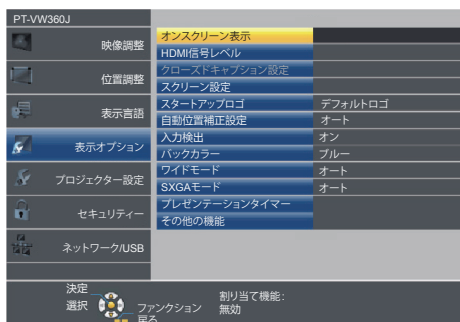 PT-VW360J
映像調整
位置調整
表示言語
表示オプション
プロジェクター設定
セキュリティー
ネットワーク/USB
オンスクリーン表示
HDMI信号レベル
クローズドキャプション設定
スクリーン設定
スタートアップロゴ デフォルトロゴ
自動位置補正設定 オート
入力検出 オン
バックカラー ブルー
ワイドモード オート
SXGAモード オート
プレゼンテーションタイマー
その他の機能
決定
選択
ファンクション
戻る
割り当て機能:
無効